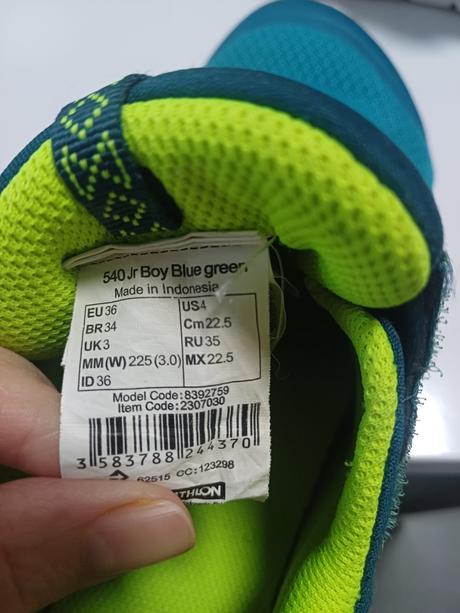 540 Jr Boy Blue green
Made in Indonesia
EU 36 US 4
BR 34 Cm 22.5
UK 3 RU 35
MM (W) 225 (3.0) MX 22.5
ID 36
Model Code: 8392759
Item Code: 2307030
3 583788 244370
82515 CC:123298